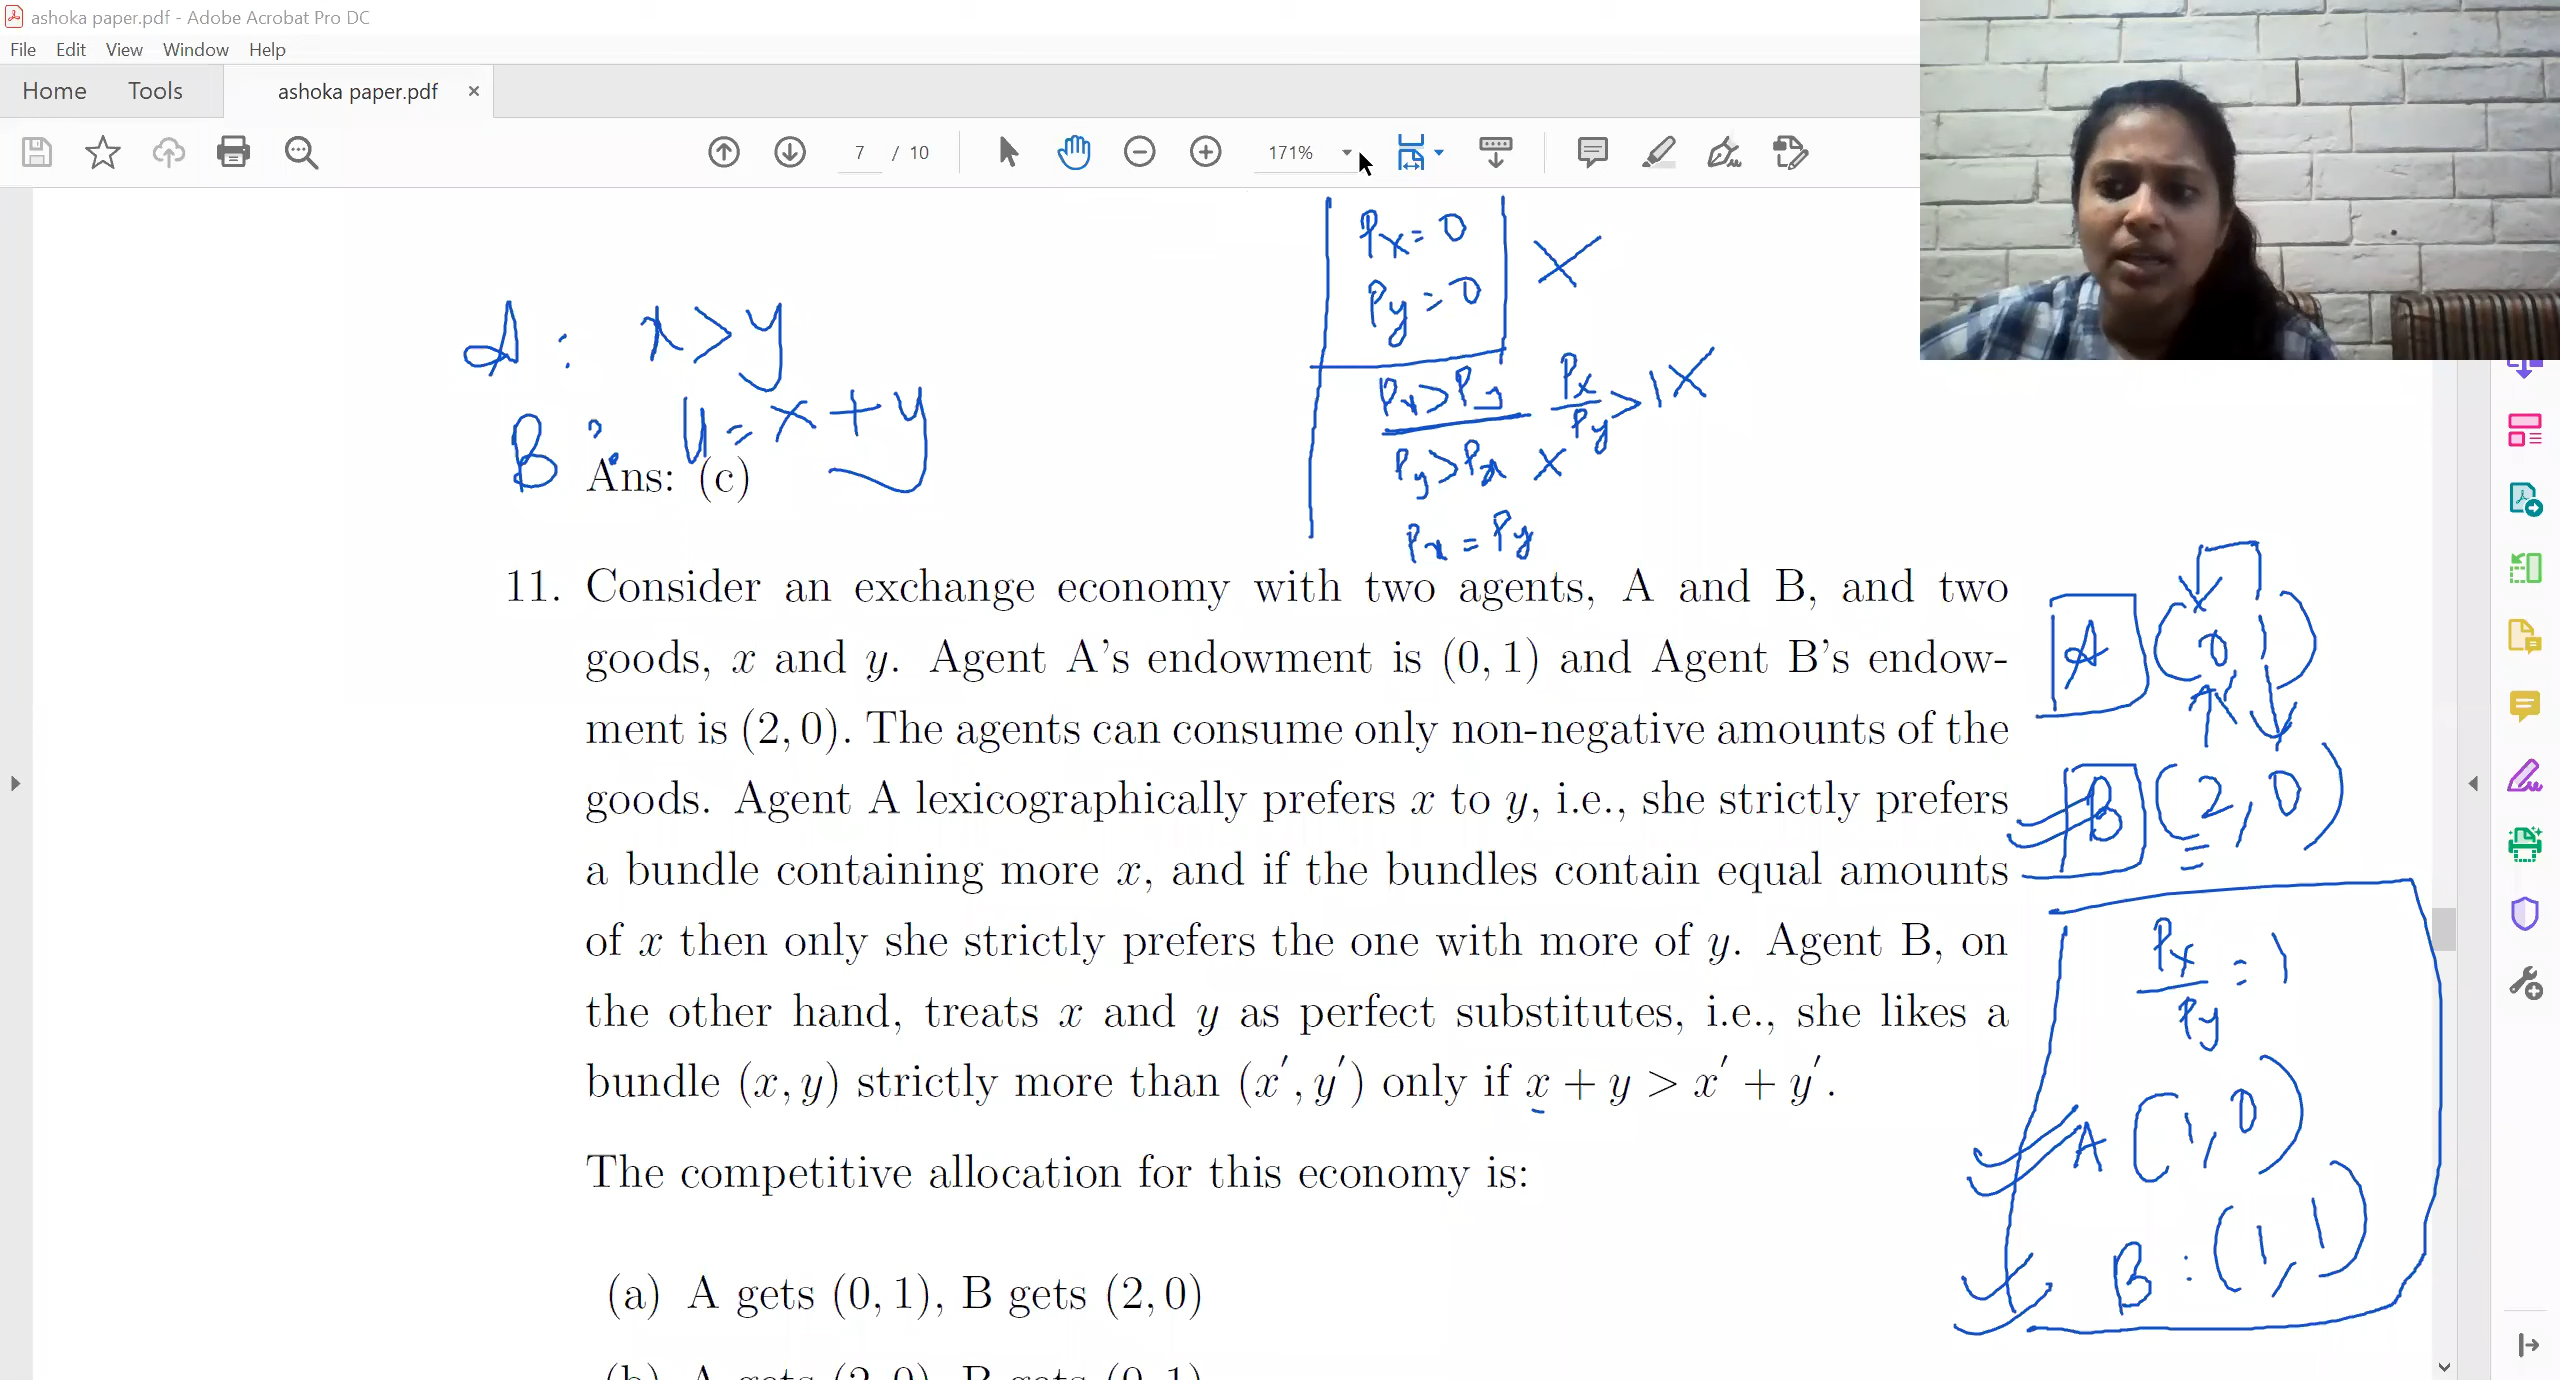 ashoka paper.pdf - Adobe Acrobat Pro DC
File Edit View Window Help
Home Tools ashoka paper.pdf ×
7 / 10 171%
Px = 0
Py = 0
A : x > y
Px > Py Px/Py > 1 X
B : U = x + y
Py > Px X
Ans: (c)
Px = Py
11. Consider an exchange economy with two agents, A and B, and two
goods, x and y. Agent A's endowment is (0, 1) and Agent B's endow-
ment is (2, 0). The agents can consume only non-negative amounts of the
goods. Agent A lexicographically prefers x to y, i.e., she strictly prefers
a bundle containing more x, and if the bundles contain equal amounts
of x then only she strictly prefers the one with more of y. Agent B, on
the other hand, treats x and y as perfect substitutes, i.e., she likes a
bundle (x, y) strictly more than (x′, y′) only if x + y > x′ + y′.
The competitive allocation for this economy is:
(a) A gets (0, 1), B gets (2, 0)
(b) A gets (2, 0), B gets (0, 1)
A (0 1)
B (2, 0)
Px/Py = 1
A (1, 0)
B : (1, 1)